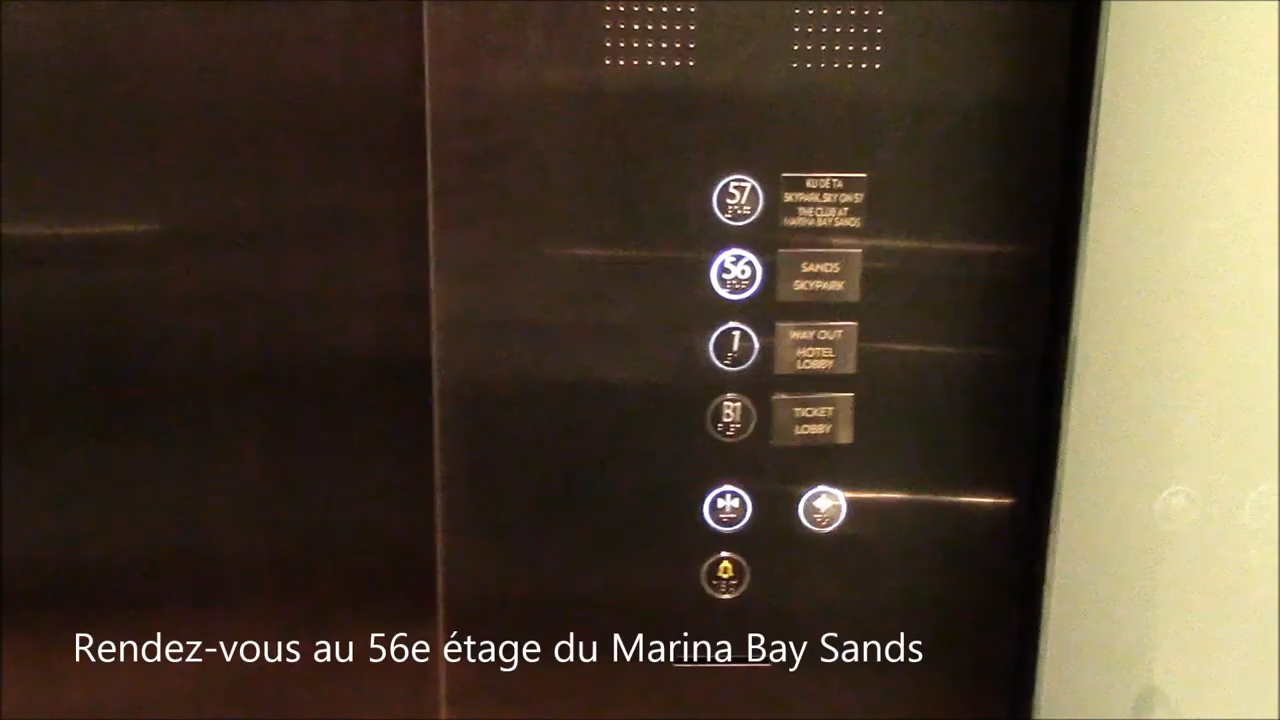 57
KU DÉ TA
SKYPARK, SKY ON 57
THE CLUB AT
MARINA BAY SANDS
56
SANDS
SKYPARK
1
WAY OUT
HOTEL
LOBBY
B1
TICKET
LOBBY
Rendez-vous au 56e étage du Marina Bay Sands